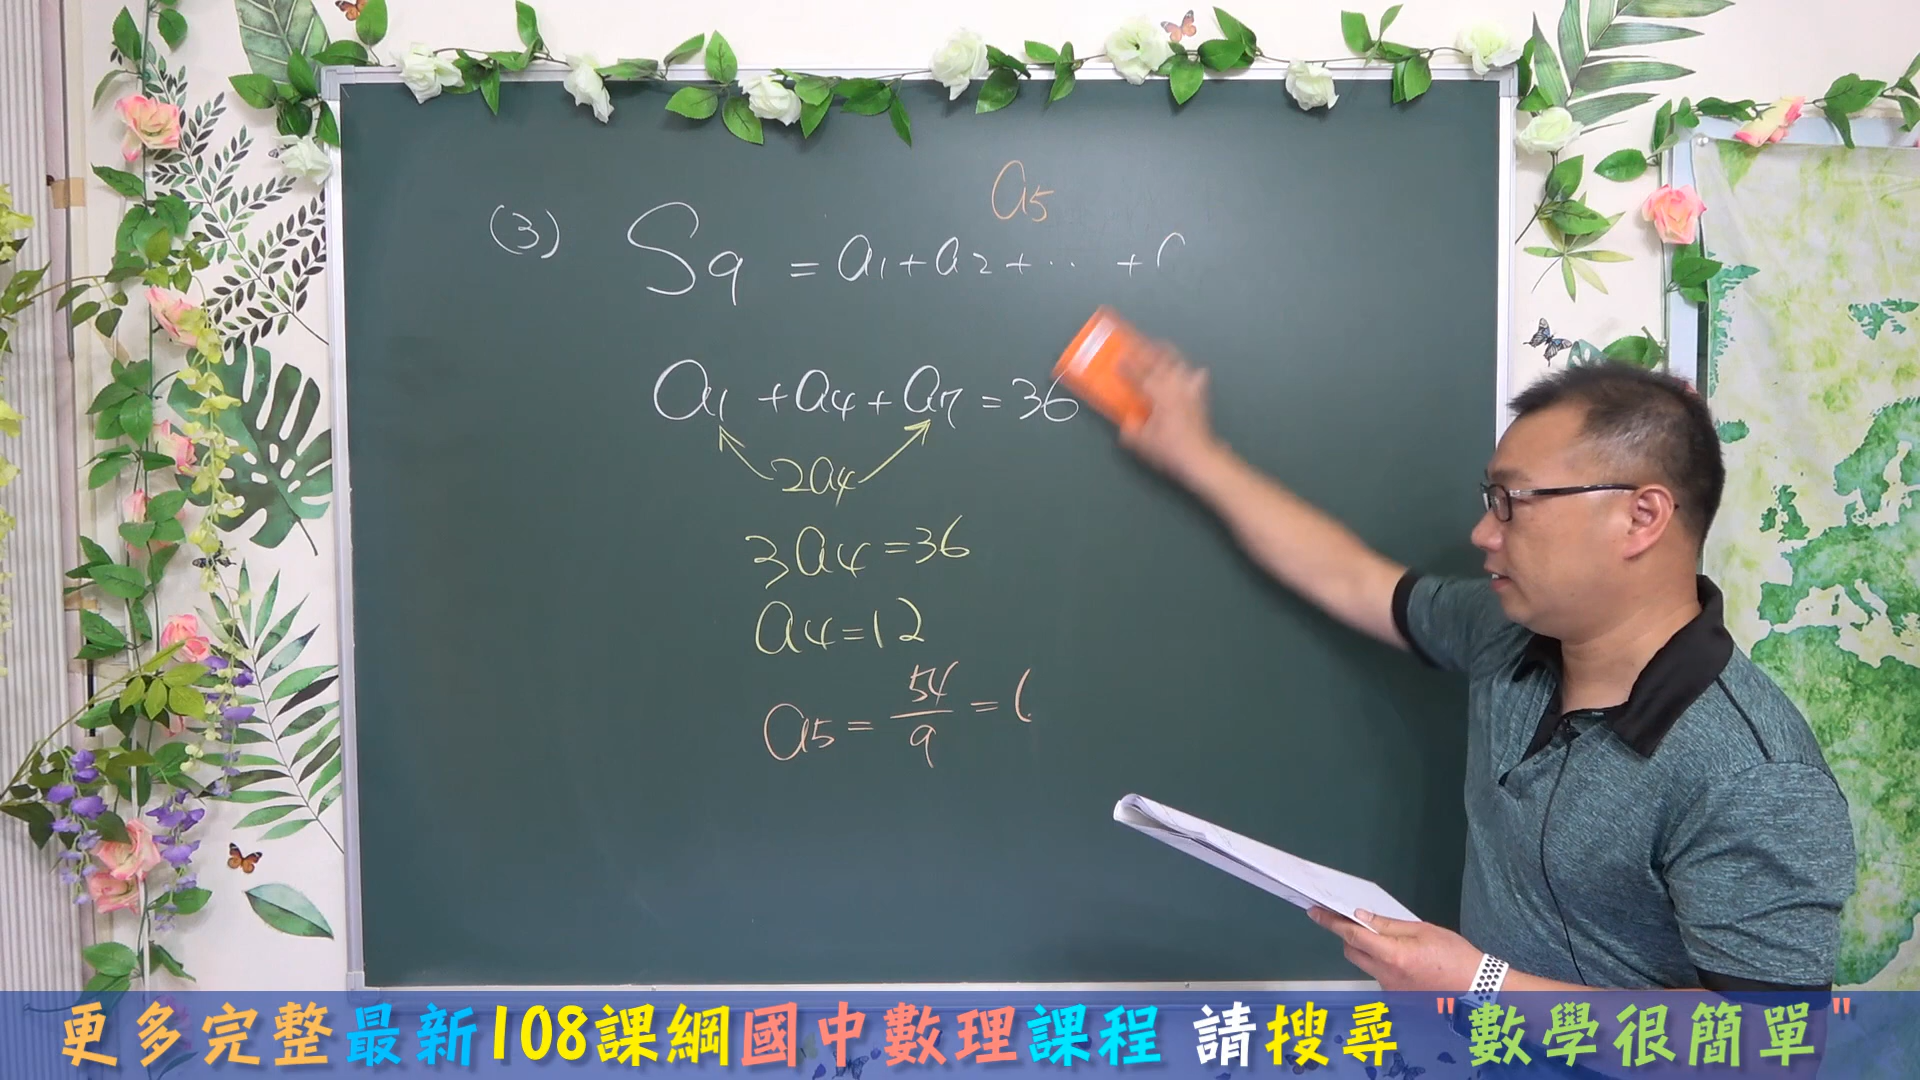 a5
(3) S9 = a1+a2+‥ +
a1+a4+a7=36
2a4
3a4=36
a4=12
a5=54/9=
更多完整最新108課綱國中數理課程 請搜尋 "數學很簡單"